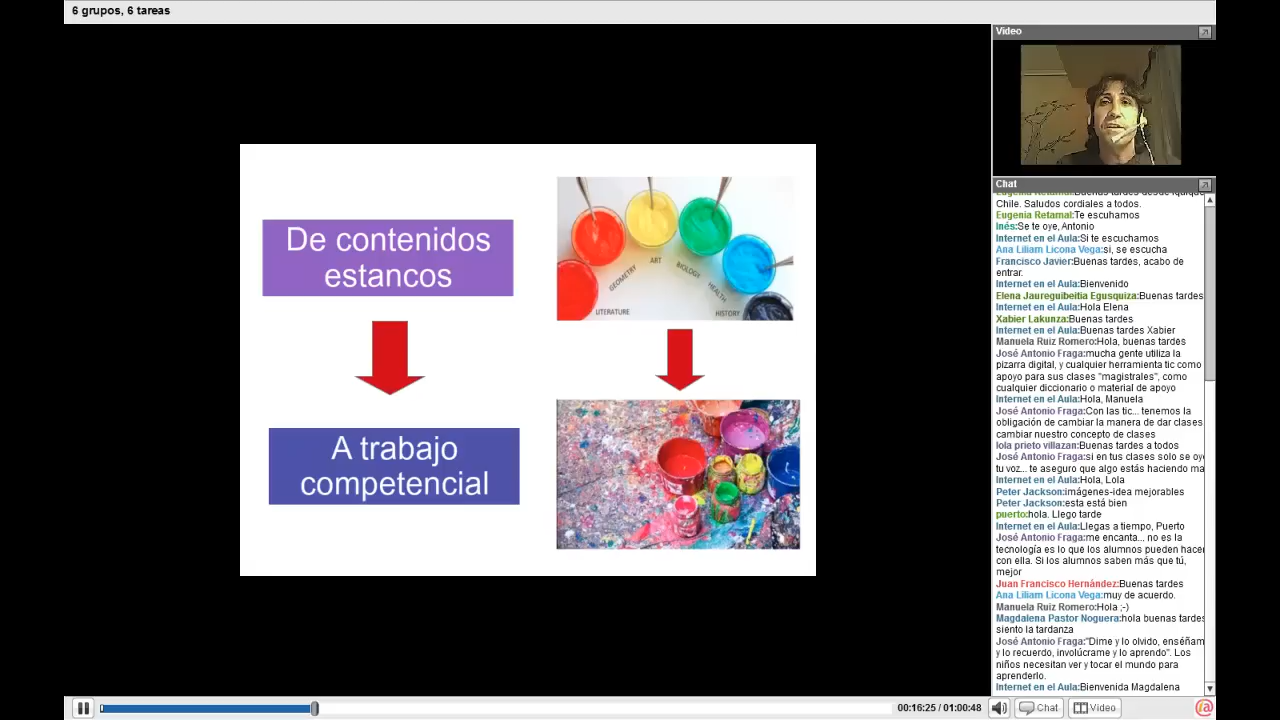 6 grupos, 6 tareas
De contenidos
estancos
A trabajo
competencial
LITERATURE
GEOMETRY
ART
BIOLOGY
HEALTH
HISTORY
Video
Chat
Eugenia Retamal:Buenas tardes desde Iquique
Chile. Saludos cordiales a todos.
Eugenia Retamal:Te escuhamos
Inés:Se te oye, Antonio
Internet en el Aula:Si te escuchamos
Ana Liliam Licona Vega:si, se escucha
Francisco Javier:Buenas tardes, acabo de
entrar.
Internet en el Aula:Bienvenido
Elena Jaureguibeitia Egusquiza:Buenas tardes
Internet en el Aula:Hola Elena
Xabier Lakunza:Buenas tardes
Internet en el Aula:Buenas tardes Xabier
Manuela Ruiz Romero:Hola, buenas tardes
José Antonio Fraga:mucha gente utiliza la
pizarra digital, y cualquier herramienta tic como
apoyo para sus clases "magistrales", como
cualquier diccionario o material de apoyo
Internet en el Aula:Hola, Manuela
José Antonio Fraga:Con las tic... tenemos la
obligación de cambiar la manera de dar clases
cambiar nuestro concepto de clases
lola prieto villazan:Buenas tardes a todos
José Antonio Fraga:si en tus clases solo se oye
tu voz... te aseguro que algo estás haciendo ma
Internet en el Aula:Hola, Lola
Peter Jackson:imágenes-idea mejorables
Peter Jackson:esta está bien
puerto:hola. Llego tarde
Internet en el Aula:Llegas a tiempo, Puerto
José Antonio Fraga:me encanta... no es la
tecnología es lo que los alumnos pueden hacer
con ella. Si los alumnos saben más que tú,
mejor
Juan Francisco Hernández:Buenas tardes
Ana Liliam Licona Vega:muy de acuerdo.
Manuela Ruiz Romero:Hola ;-)
Magdalena Pastor Noguera:hola buenas tardes
siento la tardanza
José Antonio Fraga:"Dime y lo olvido, enséñam
y lo recuerdo, involúcrame y lo aprendo". Los
niños necesitan ver y tocar el mundo para
aprenderlo.
Internet en el Aula:Bienvenida Magdalena
00:16:25 / 01:00:48
Chat
Video